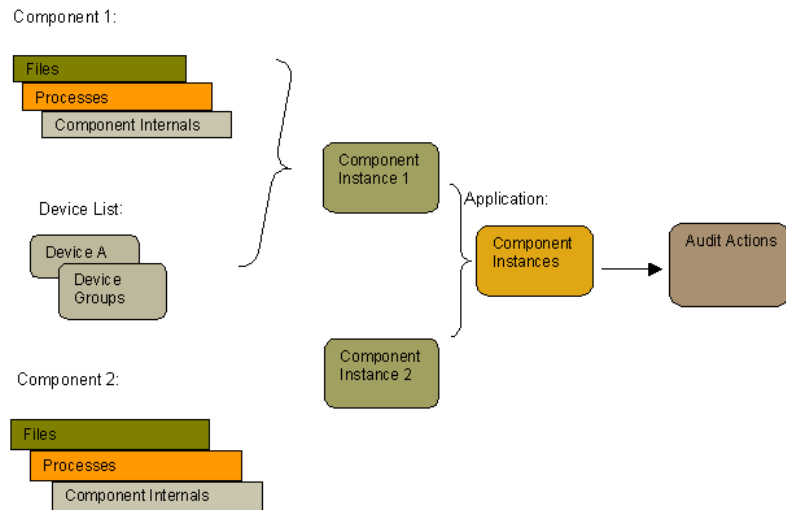 Component 1:
Files
Processes
Component Internals
Device List:
Device A
Device
Groups
Component 2:
Files
Processes
Component Internals
Component
Instance 1
Component
Instance 2
Application:
Component
Instances
Audit Actions